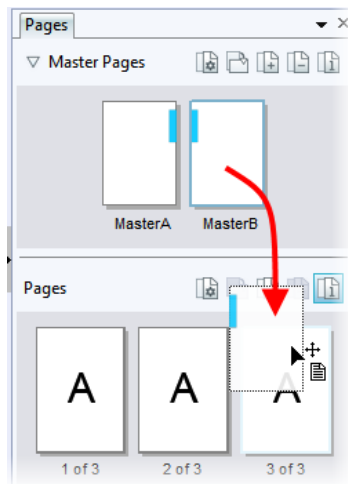 Pages
Master Pages
MasterA MasterB
Pages
A A A
1 of 3 2 of 3 3 of 3